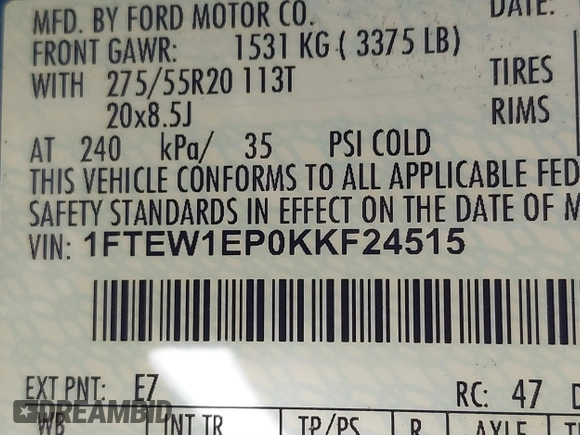 MFD. BY FORD MOTOR CO. DATE:
FRONT GAWR: 1531 KG ( 3375 LB)
WITH 275/55R20 113T TIRES
20x8.5J RIMS
AT 240 kPa/ 35 PSI COLD
THIS VEHICLE CONFORMS TO ALL APPLICABLE FED
SAFETY STANDARDS IN EFFECT ON THE DATE OF M
VIN: 1FTEW1EP0KKF24515
EXT PNT: E7 RC: 47 D
WB INT TR TP/PS R AXLE T
DREAMBID